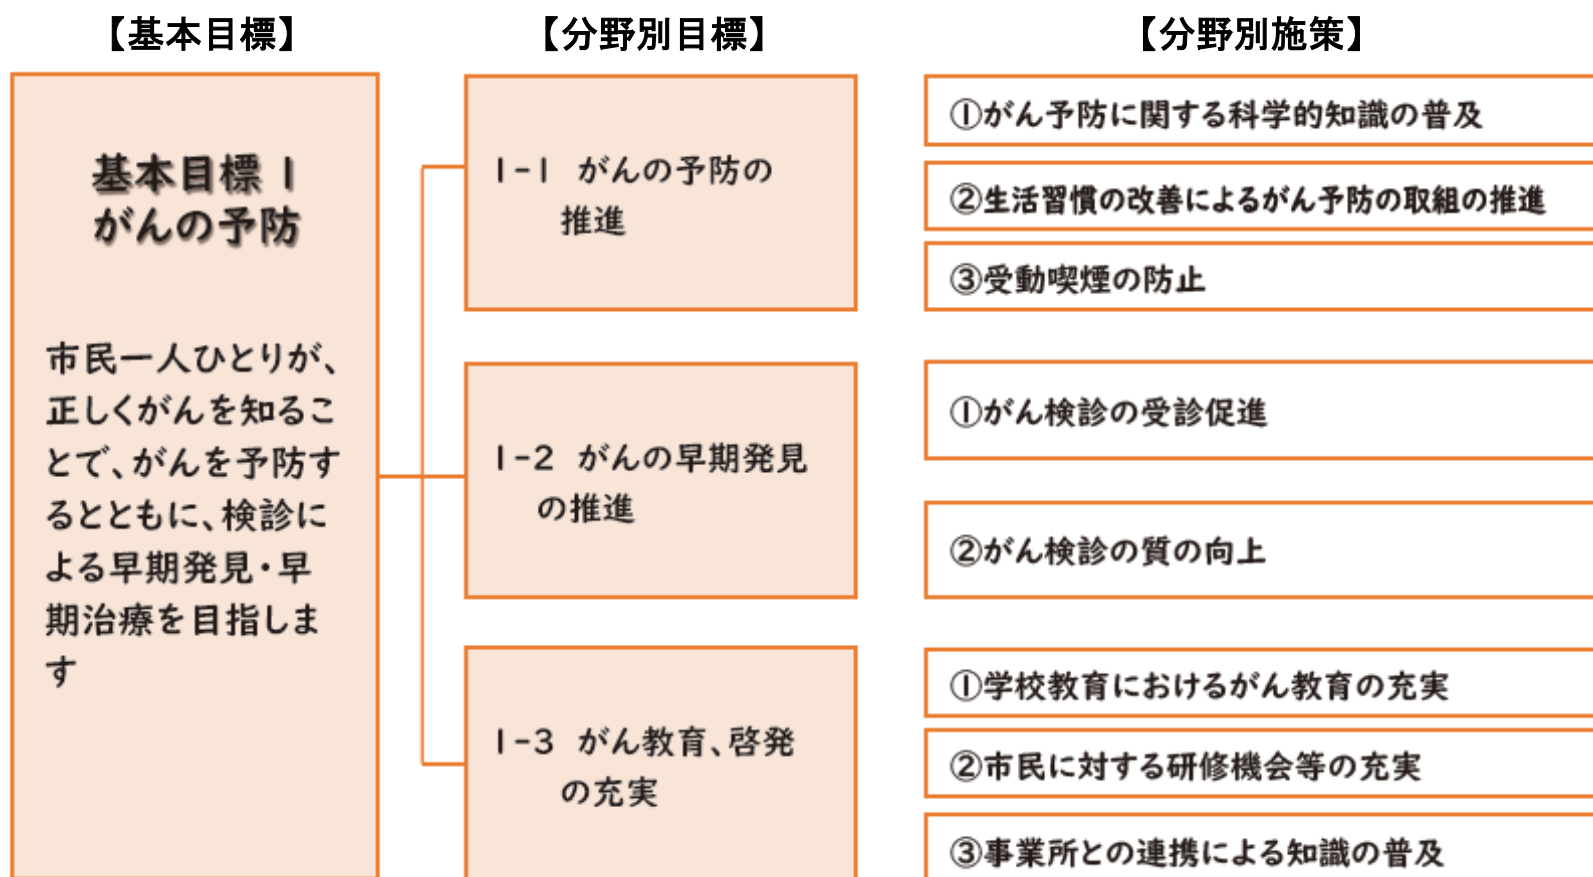 【基本目標】
【分野別目標】
【分野別施策】
基本目標1
がんの予防
市民一人ひとりが、
正しくがんを知るこ
とで、がんを予防す
るとともに、検診に
よる早期発見・早
期治療を目指しま
す
1-1 がんの予防の
推進
①がん予防に関する科学的知識の普及
②生活習慣の改善によるがん予防の取組の推進
③受動喫煙の防止
1-2 がんの早期発見
の推進
①がん検診の受診促進
②がん検診の質の向上
1-3 がん教育、啓発
の充実
①学校教育におけるがん教育の充実
②市民に対する研修機会等の充実
③事業所との連携による知識の普及